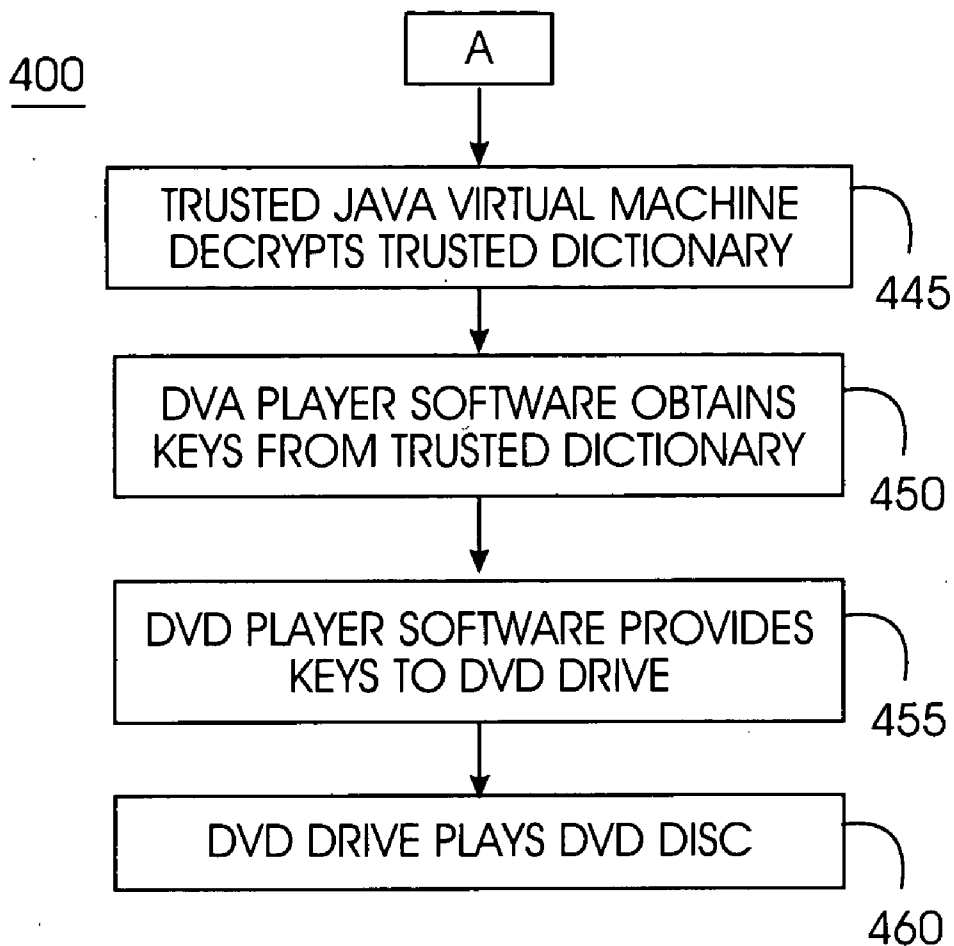 A
400
TRUSTED JAVA VIRTUAL MACHINE
DECRYPTS TRUSTED DICTIONARY
445
DVA PLAYER SOFTWARE OBTAINS
KEYS FROM TRUSTED DICTIONARY
450
DVD PLAYER SOFTWARE PROVIDES
KEYS TO DVD DRIVE
455
DVD DRIVE PLAYS DVD DISC
460